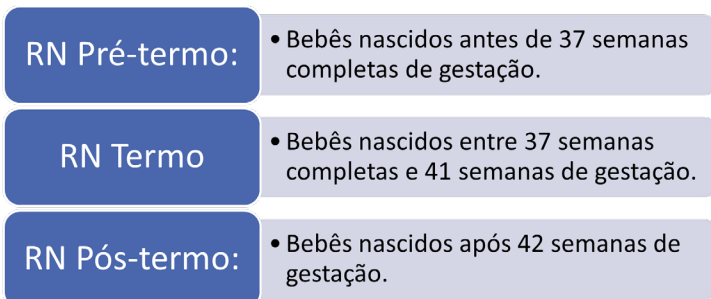 RN Pré-termo:
• Bebês nascidos antes de 37 semanas
completas de gestação.
RN Termo
• Bebês nascidos entre 37 semanas
completas e 41 semanas de gestação.
RN Pós-termo:
• Bebês nascidos após 42 semanas de
gestação.